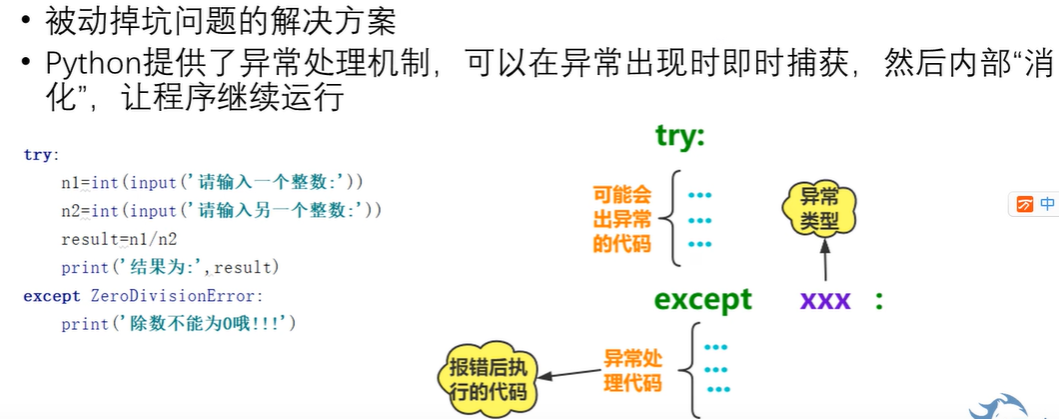 • 被动掉坑问题的解决方案
• Python提供了异常处理机制，可以在异常出现时即时捕获，然后内部“消
化”，让程序继续运行
try:
    n1=int(input('请输入一个整数:'))
    n2=int(input('请输入另一个整数:'))
    result=n1/n2
    print('结果为:',result)
except ZeroDivisionError:
    print('除数不能为0哦!!!')
try:
可能会
出异常
的代码
...
...
...
异常
类型
except xxx :
报错后执
行的代码
异常处
理代码
...
...
...
中